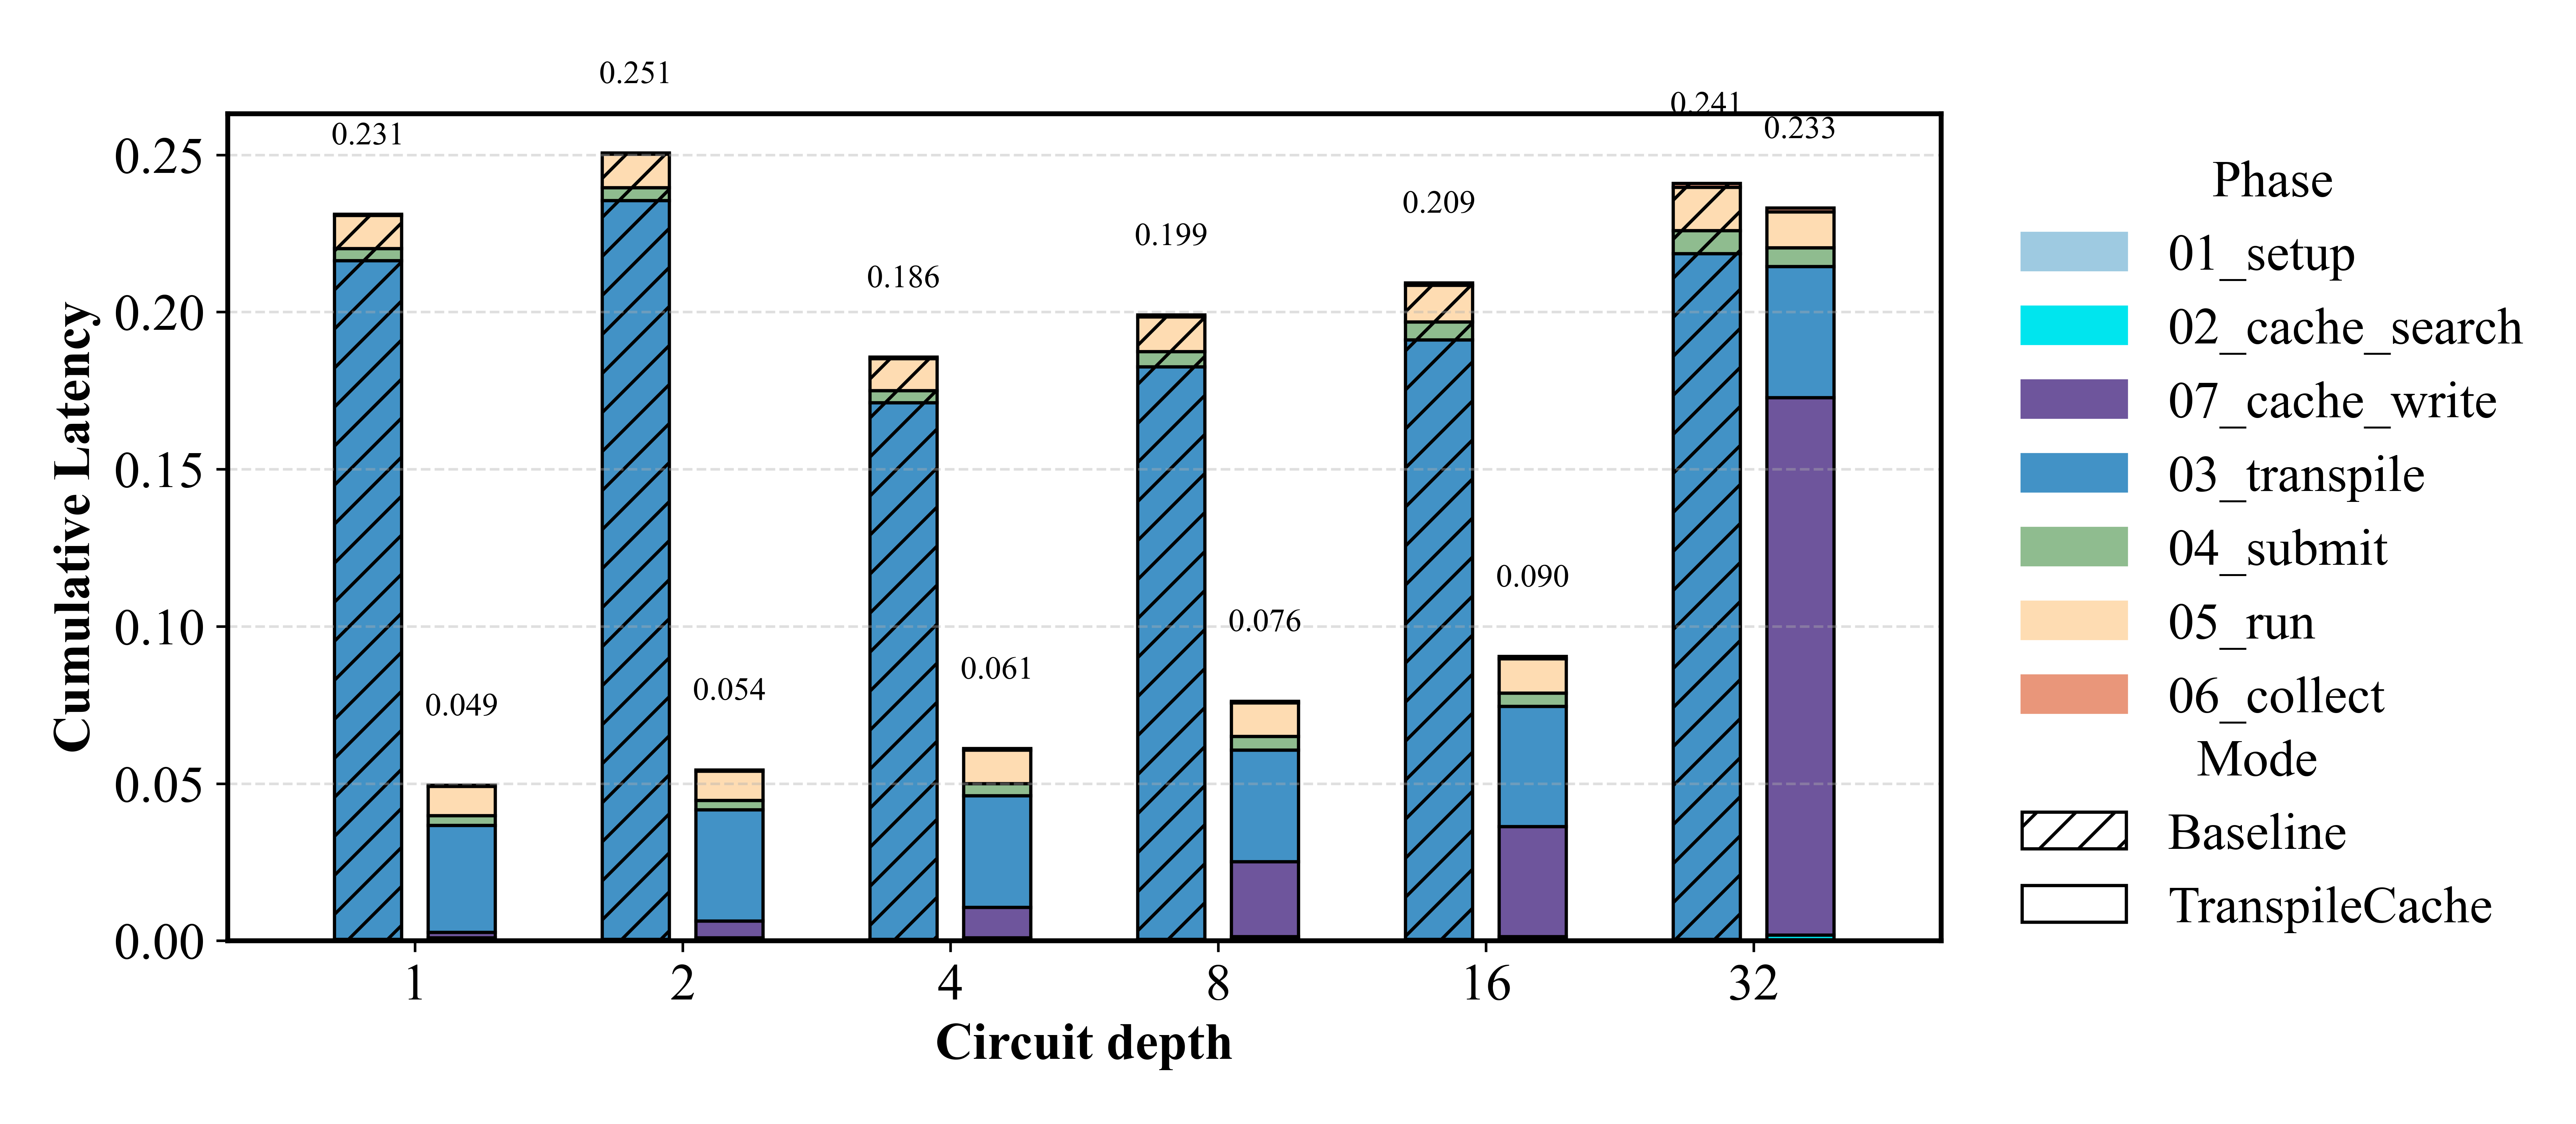 0.251
0.241
0.231
0.233
0.25
0.209
0.199
0.186
0.20
0.15
0.090
0.076
0.10
0.061
0.054
0.049
0.05
0.00
Cumulative Latency
1
2
4
8
16
32
Circuit depth
Phase
01_setup
02_cache_search
07_cache_write
03_transpile
04_submit
05_run
06_collect
Mode
Baseline
TranspileCache